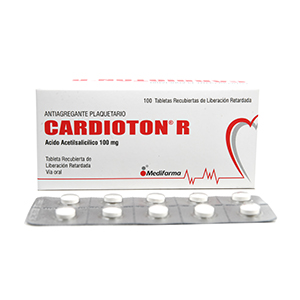 100 Tabletas Recubiertas de Liberación Retardada
ANTIAGREGANTE PLAQUETARIO
CARDIOTON® R
Acido Acetilsalicílico 100 mg
Tableta Recubierta de
Liberación Retardada
Vía oral
Medifarma